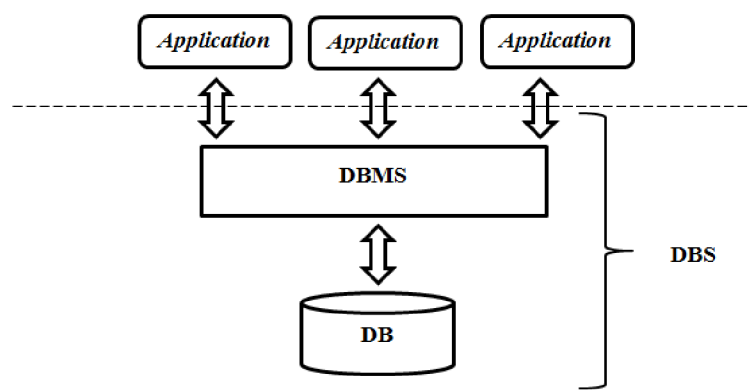 Application
Application
Application
DBMS
DBS
DB